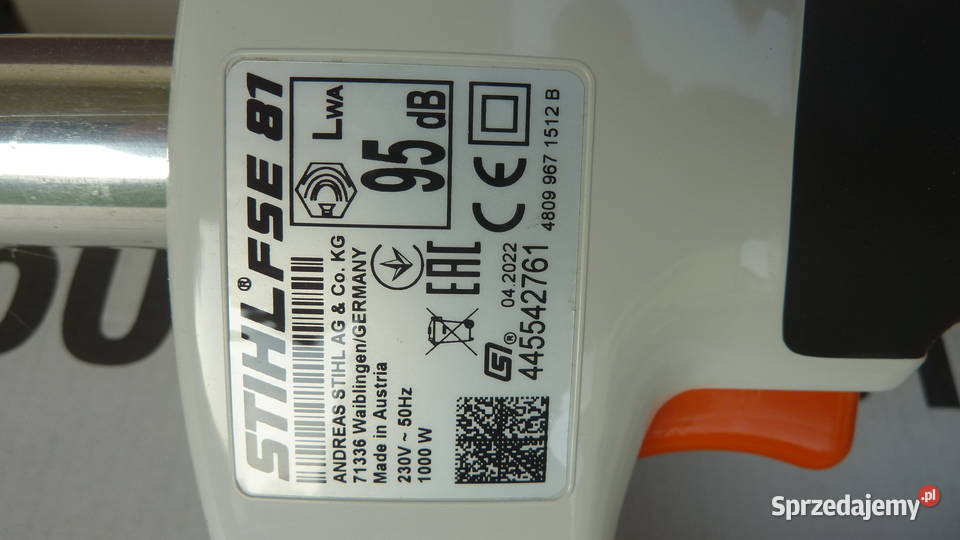 STIHL® FSE 81
ANDREAS STIHL AG & Co. KG
71336 Waiblingen/GERMANY
Made in Austria
230V ~ 50Hz
1000 W
LWA
95 dB
EAC
CE
04.2022
445542761
4809 967 1512 B
Sprzedajemy.pl